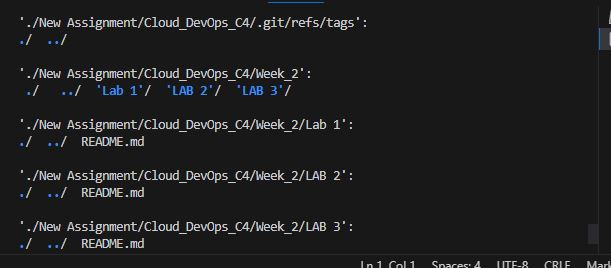 './New Assignment/Cloud_DevOps_C4/.git/refs/tags':
./  ../
'./New Assignment/Cloud_DevOps_C4/Week_2':
 ./   ../  'Lab 1'/  'LAB 2'/  'LAB 3'/
'./New Assignment/Cloud_DevOps_C4/Week_2/Lab 1':
./  ../  README.md
'./New Assignment/Cloud_DevOps_C4/Week_2/LAB 2':
./  ../  README.md
'./New Assignment/Cloud_DevOps_C4/Week_2/LAB 3':
./  ../  README.md
Ln 1, Col 1  Spaces: 4  UTF-8  CRLF  Mark